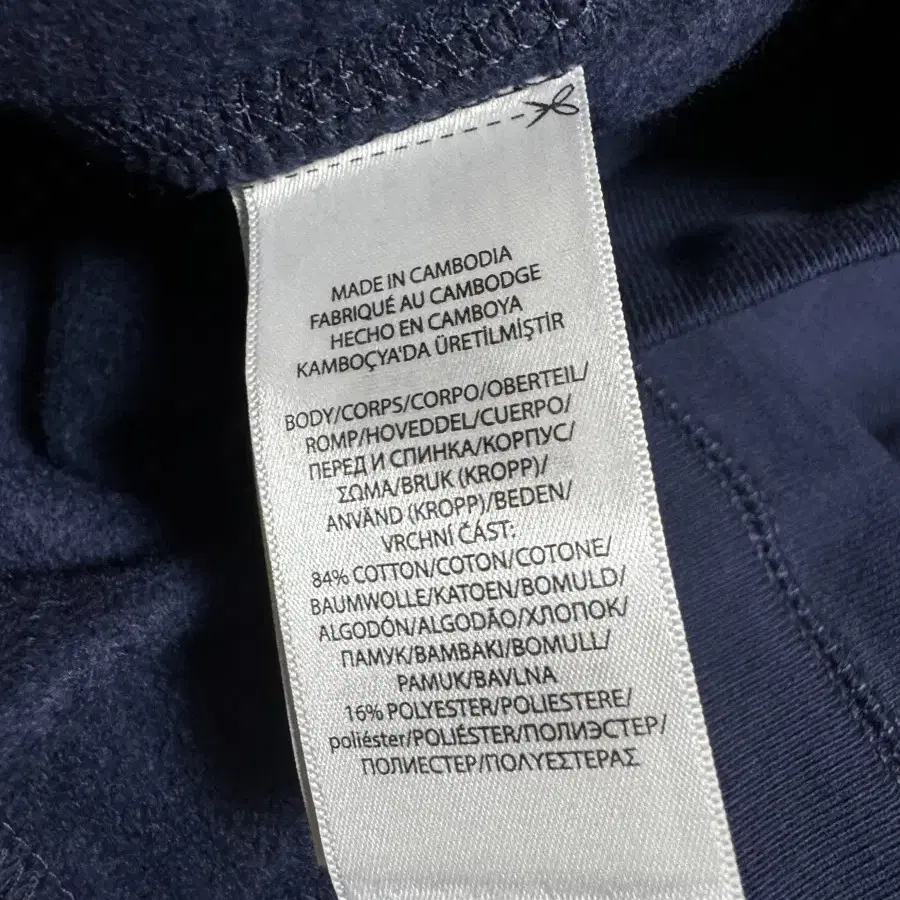 MADE IN CAMBODIA
FABRIQUÉ AU CAMBODGE
HECHO EN CAMBOYA
KAMBOÇYA'DA ÜRETİLMİŞTİR
BODY/CORPS/CORPO/OBERTEIL/
ROMP/HOVEDDEL/CUERPO/
ПЕРЕД И СПИНКА/КОРПУС/
ΣΩΜΑ/BRUK (KROPP)/
ANVÄND (KROPP)/BEDEN/
VRCHNÍ ČÁST:
84% COTTON/COTON/COTONE/
BAUMWOLLE/KATOEN/BOMULD/
ALGODÓN/ALGODÃO/ХЛОПОК/
ПАМУК/BAMBAKI/BOMULL/
PAMUK/BAVLNA
16% POLYESTER/POLIESTERE/
poliéster/POLIÉSTER/ПОЛИЭСТЕР/
ПОЛИЕСТЕР/ΠΟΛΥΕΣΤΕΡΑΣ